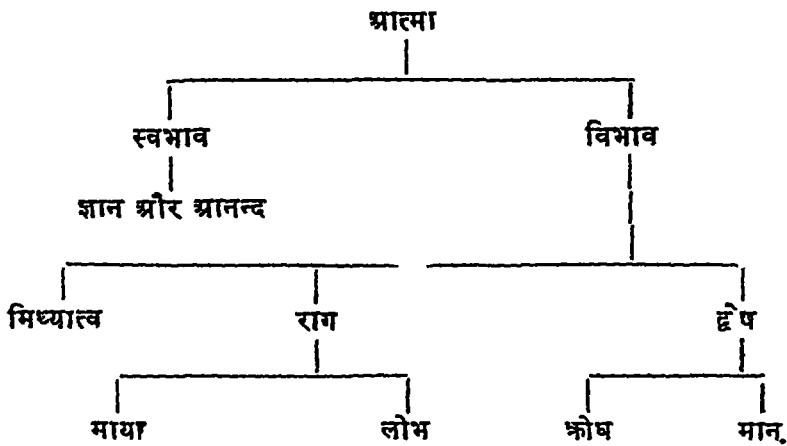 आत्मा
स्वभाव विभाव
ज्ञान और आनन्द
मिथ्यात्व राग द्वेष
माया लोभ क्रोध मान.